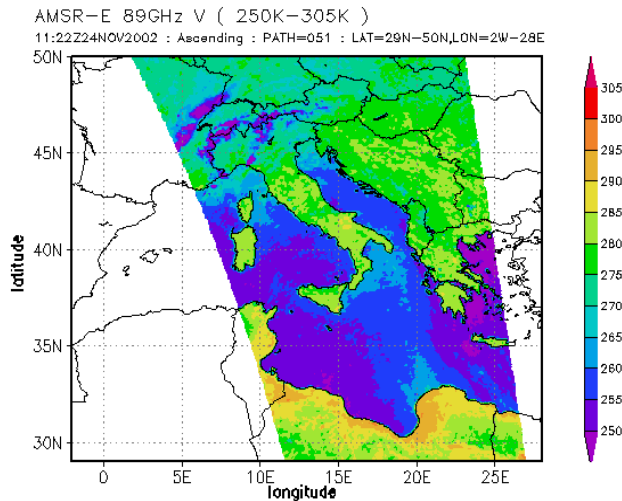 AMSR-E 89GHz V ( 250K-305K )
11:22Z24NOV2002 : Ascending : PATH=051 : LAT=29N-50N,LON=2W-28E
50N
45N
40N
35N
30N
latitude
0
5E
10E
15E
20E
25E
longitude
305
300
295
290
285
280
275
270
265
260
255
250